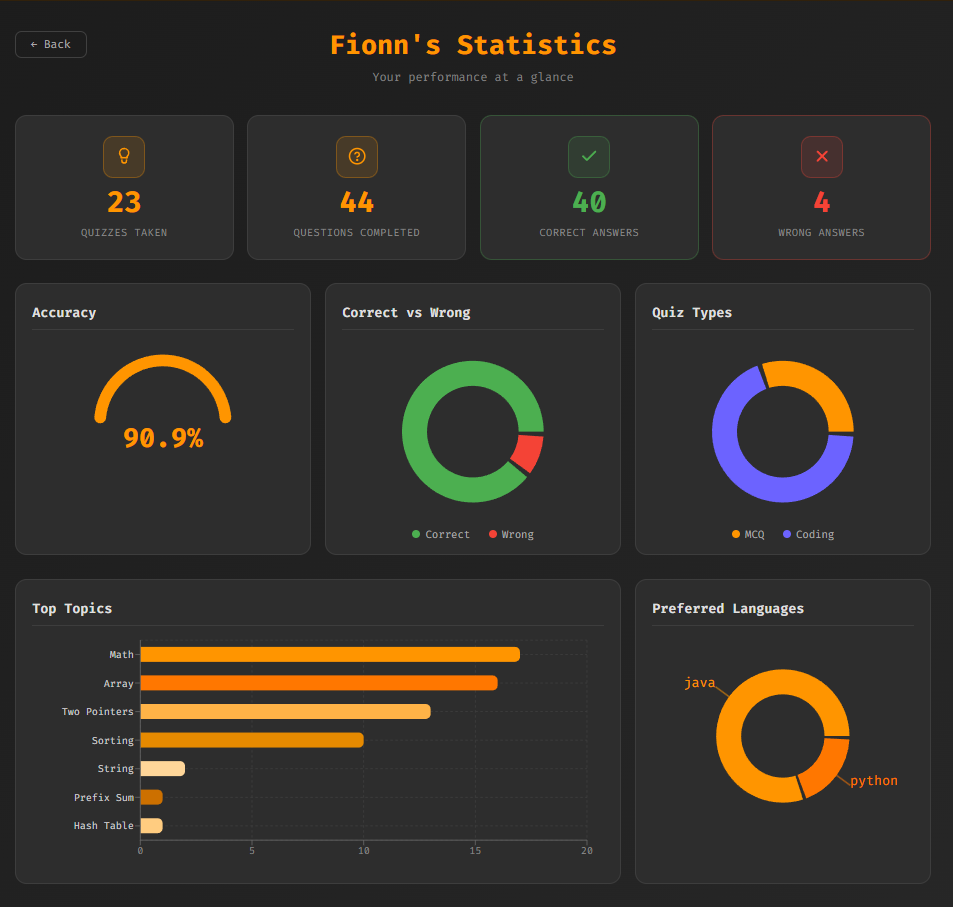 ← Back
Fionn's Statistics
Your performance at a glance
23
QUIZZES TAKEN
44
QUESTIONS COMPLETED
40
CORRECT ANSWERS
4
WRONG ANSWERS
Accuracy
90.9%
Correct vs Wrong
Correct
Wrong
Quiz Types
MCQ
Coding
Top Topics
Math
Array
Two Pointers
Sorting
String
Prefix Sum
Hash Table
0 5 10 15 20
Preferred Languages
java
python